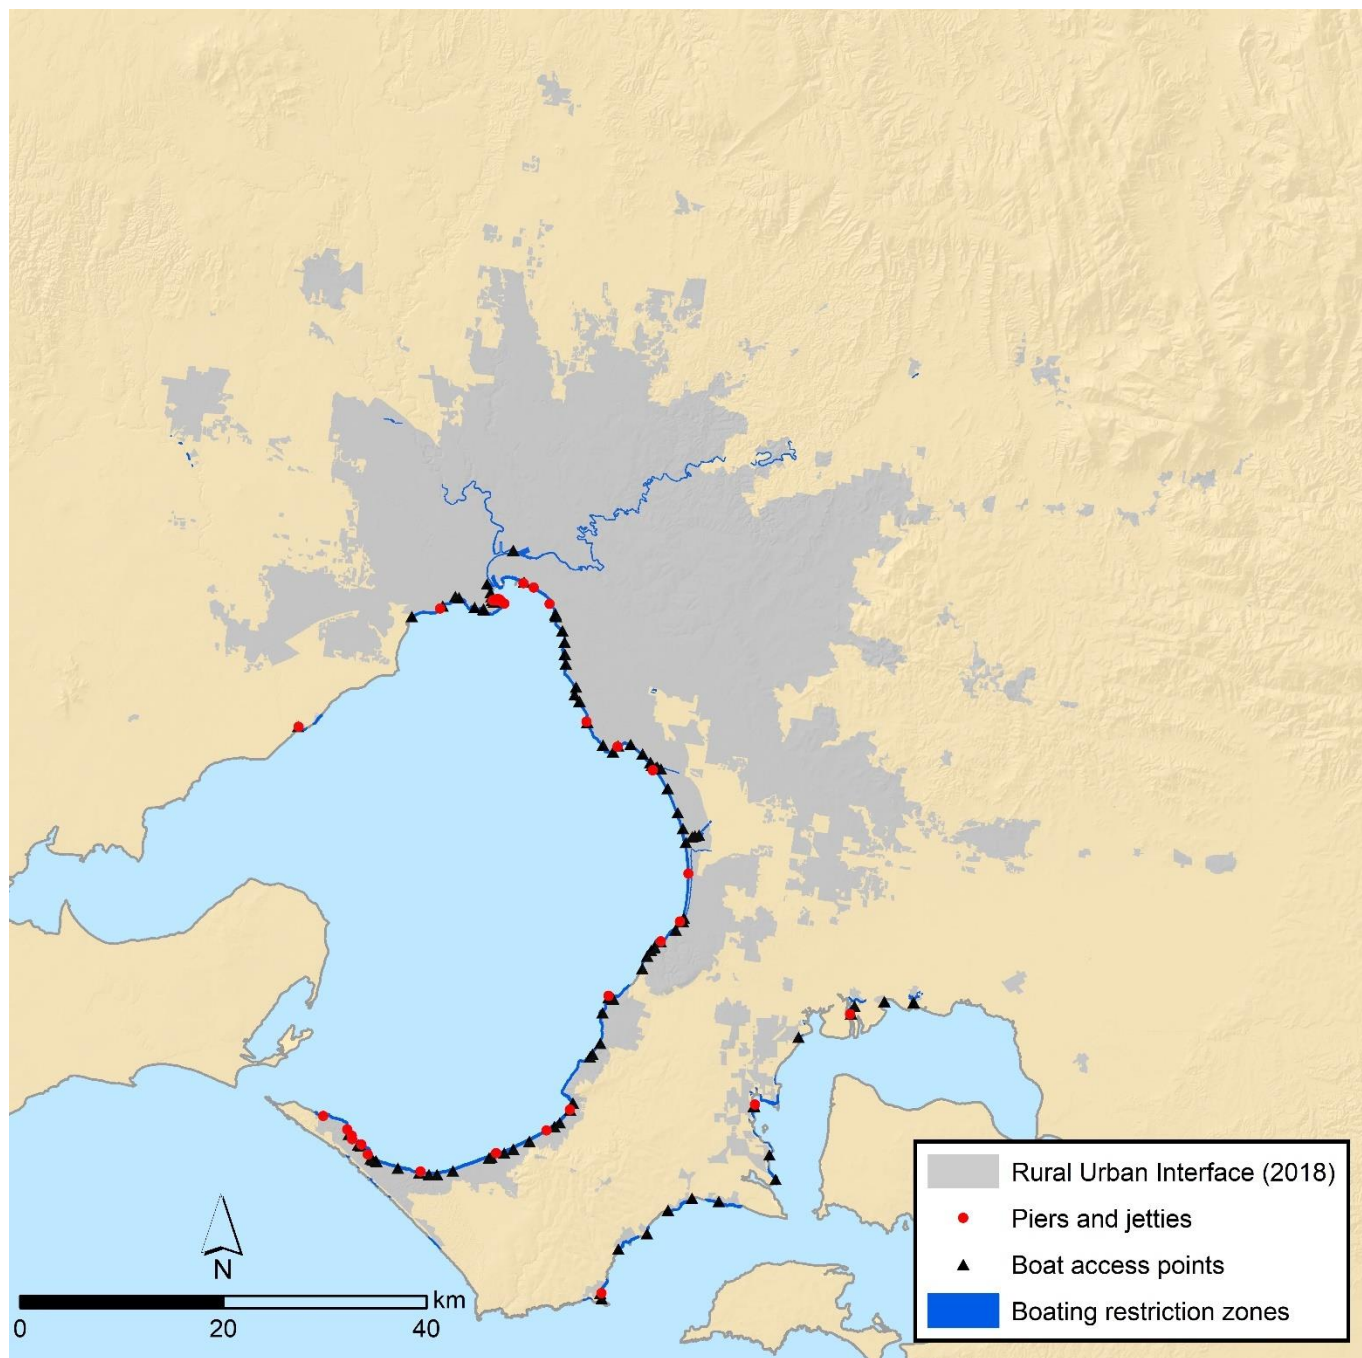 Rural Urban Interface (2018)
Piers and jetties
Boat access points
Boating restriction zones
N
km
0 20 40